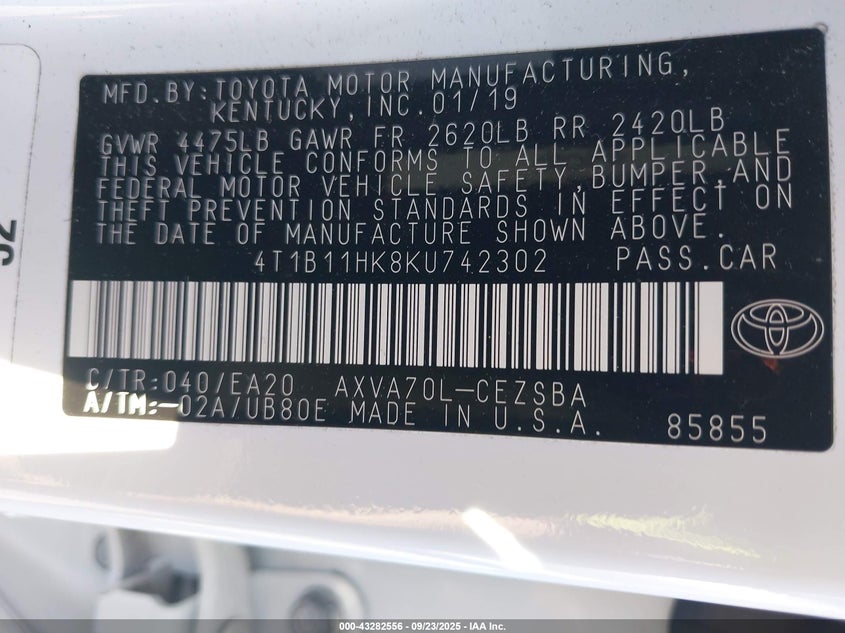 MFD.BY:TOYOTA MOTOR MANUFACTURING,
KENTUCKY,INC.01/19
GVWR 4475LB GAWR FR 2620LB RR 2420LB
THIS VEHICLE CONFORMS TO ALL APPLICABLE
FEDERAL MOTOR VEHICLE SAFETY,BUMPER,AND
THEFT PREVENTION STANDARDS IN EFFECT ON
THE DATE OF MANUFACTURE SHOWN ABOVE.
4T1B11HK8KU742302 PASS.CAR
C/TR:040/EA20 AXVA70L-CEZSBA
A/TM:-02A/UB80E MADE IN U.S.A. 85855
000-43282556 - 09/23/2025 - IAA Inc.